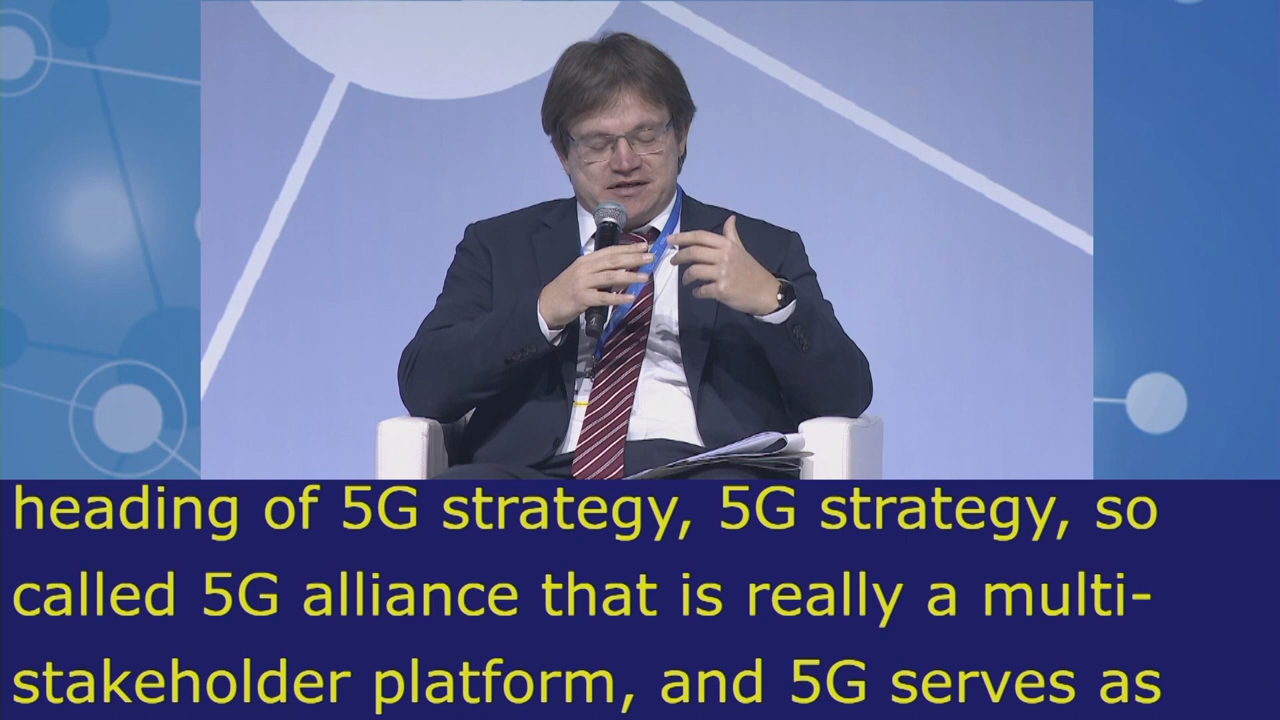 heading of 5G strategy, 5G strategy, so
called 5G alliance that is really a multi-
stakeholder platform, and 5G serves as